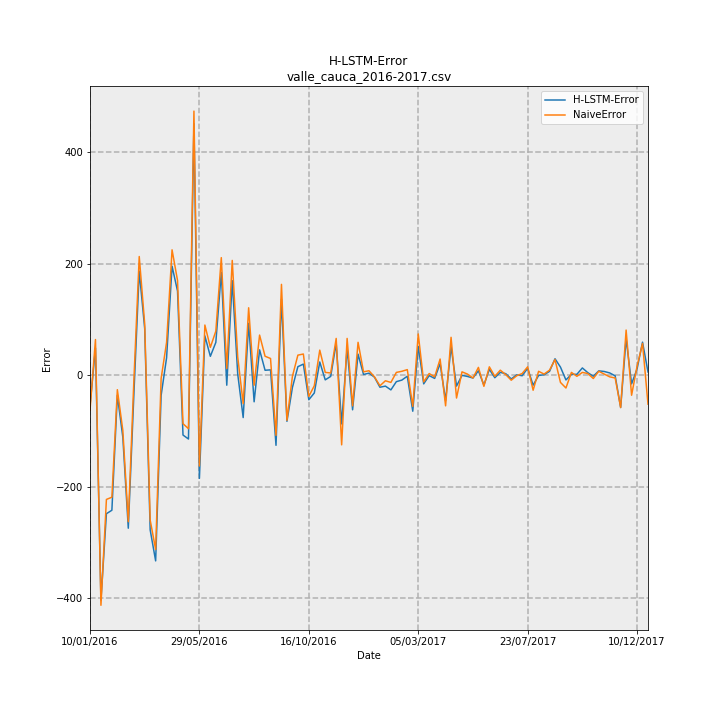 H-LSTM-Error
valle_cauca_2016-2017.csv
H-LSTM-Error
NaiveError
Error
400
200
0
−200
−400
10/01/2016
29/05/2016
16/10/2016
05/03/2017
23/07/2017
10/12/2017
Date